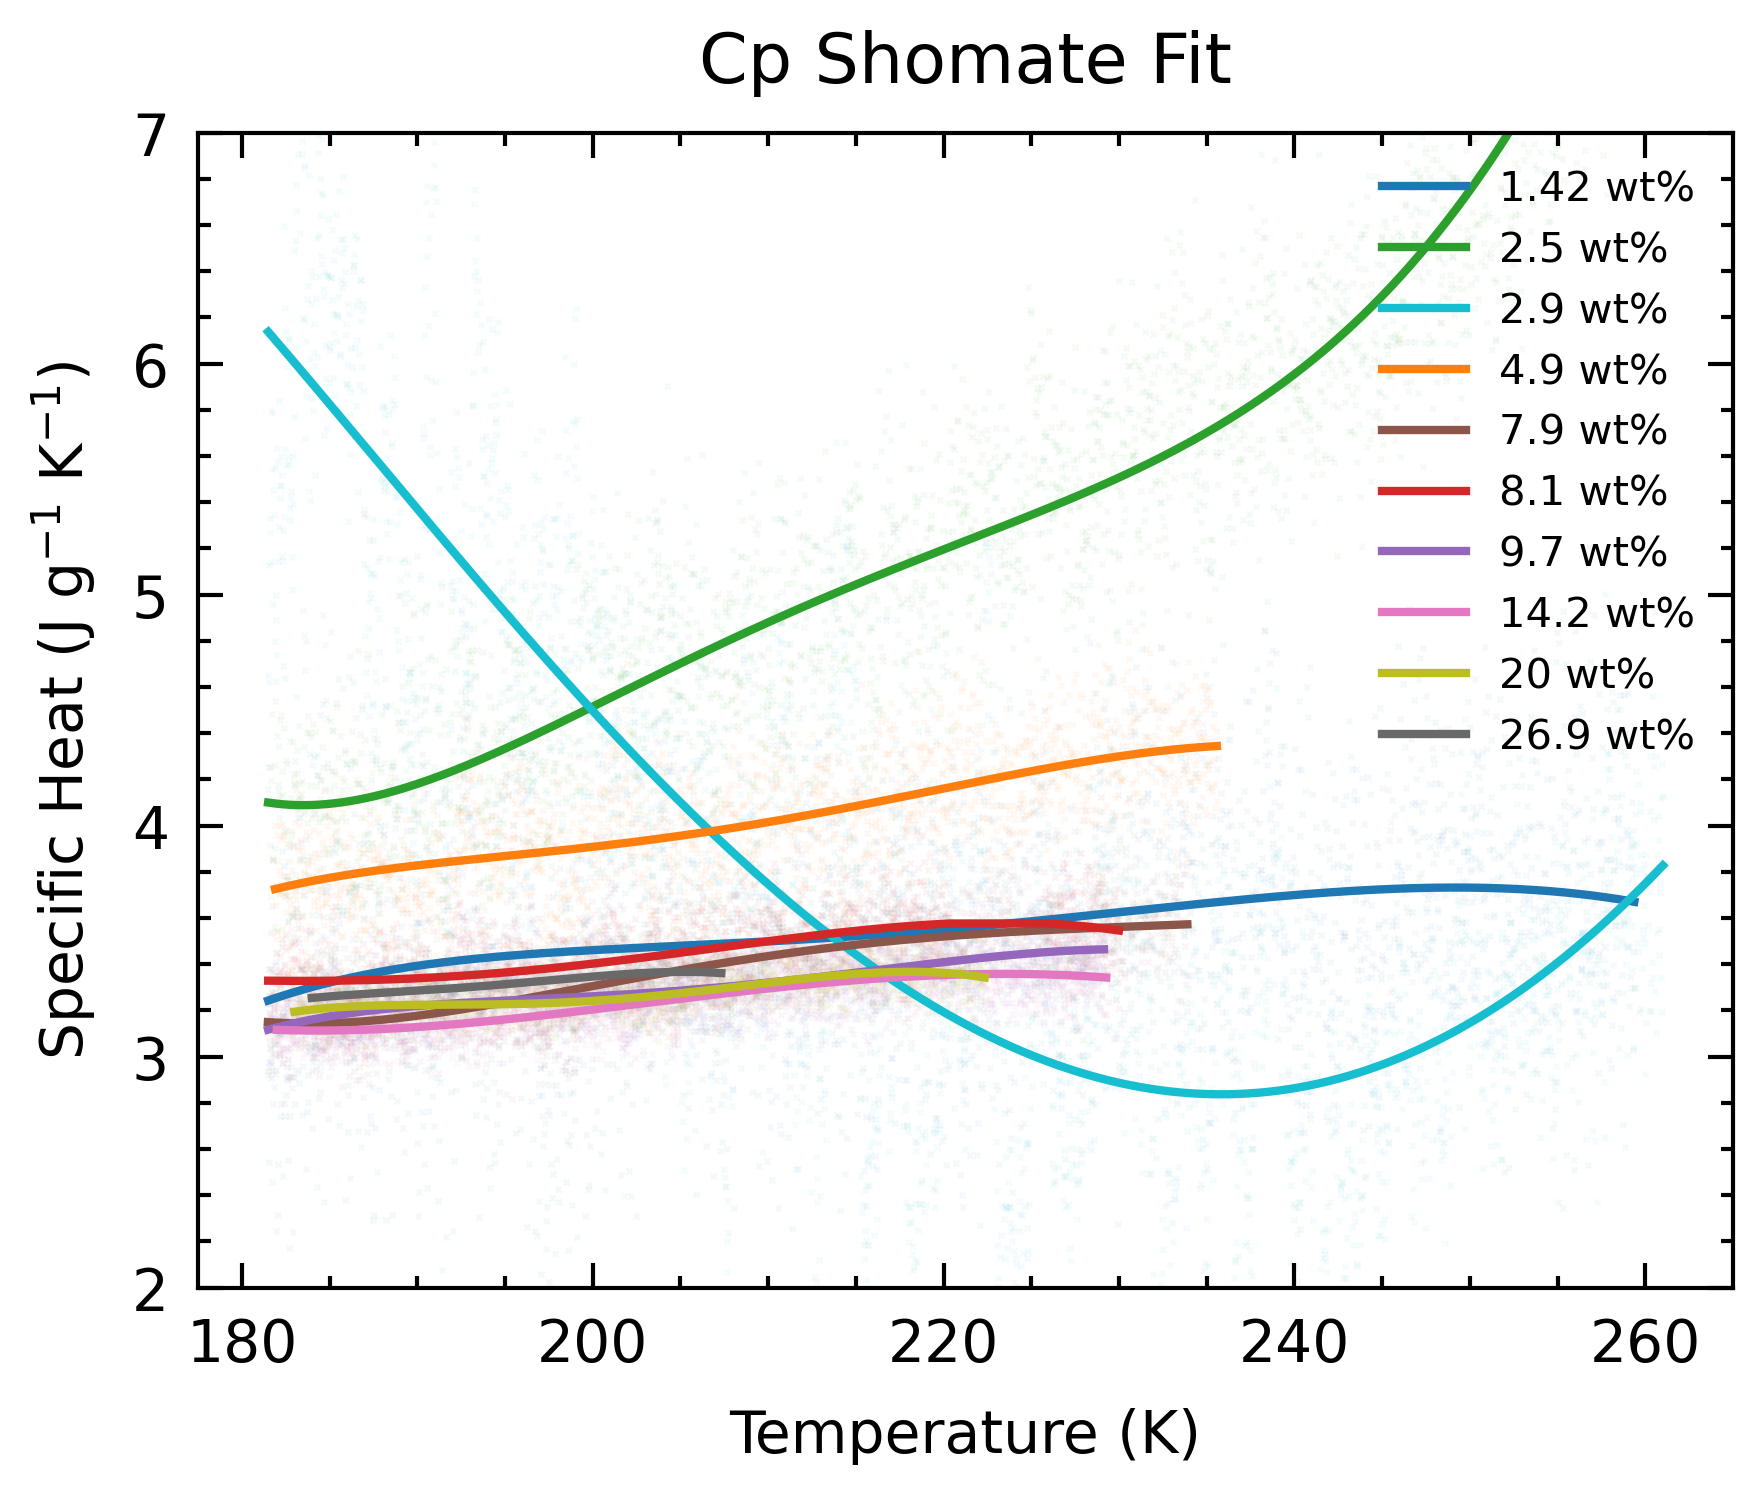 Cp Shomate Fit
7
6
5
4
3
2
Specific Heat (J g⁻¹ K⁻¹)
1.42 wt%
2.5 wt%
2.9 wt%
4.9 wt%
7.9 wt%
8.1 wt%
9.7 wt%
14.2 wt%
20 wt%
26.9 wt%
180 200 220 240 260
Temperature (K)